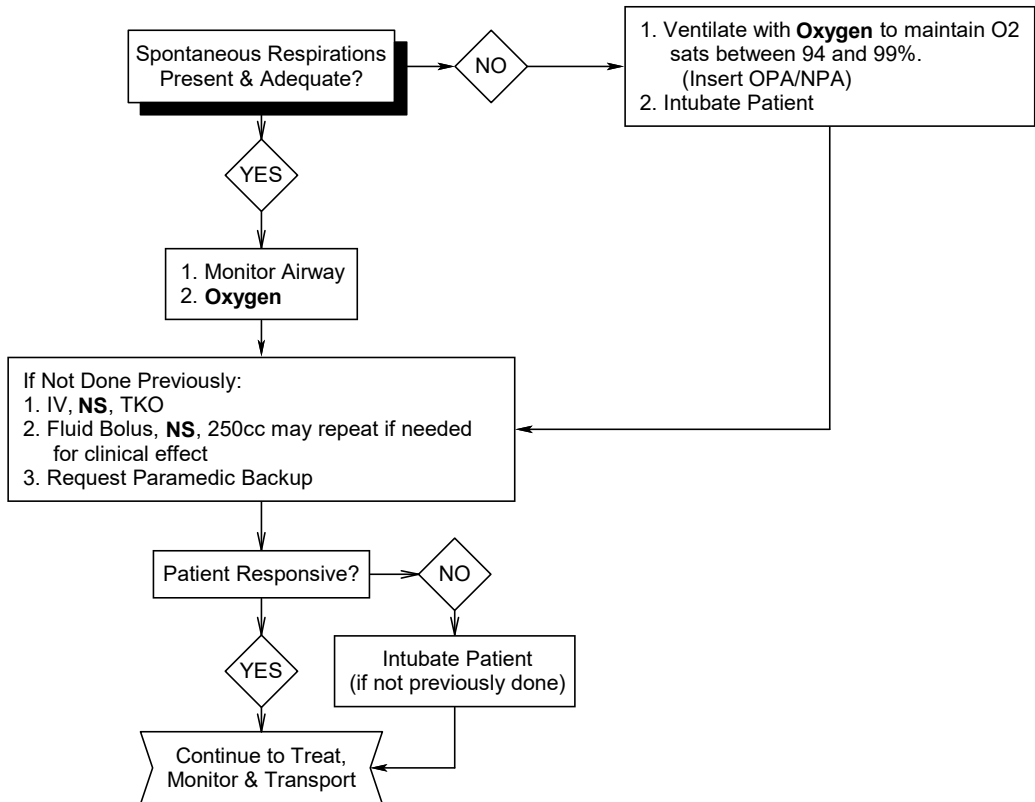 Spontaneous Respirations
Present & Adequate?
NO
1. Ventilate with Oxygen to maintain O2
sats between 94 and 99%.
(Insert OPA/NPA)
2. Intubate Patient
YES
1. Monitor Airway
2. Oxygen
If Not Done Previously:
1. IV, NS, TKO
2. Fluid Bolus, NS, 250cc may repeat if needed
for clinical effect
3. Request Paramedic Backup
Patient Responsive?
NO
YES
Intubate Patient
(if not previously done)
Continue to Treat,
Monitor & Transport